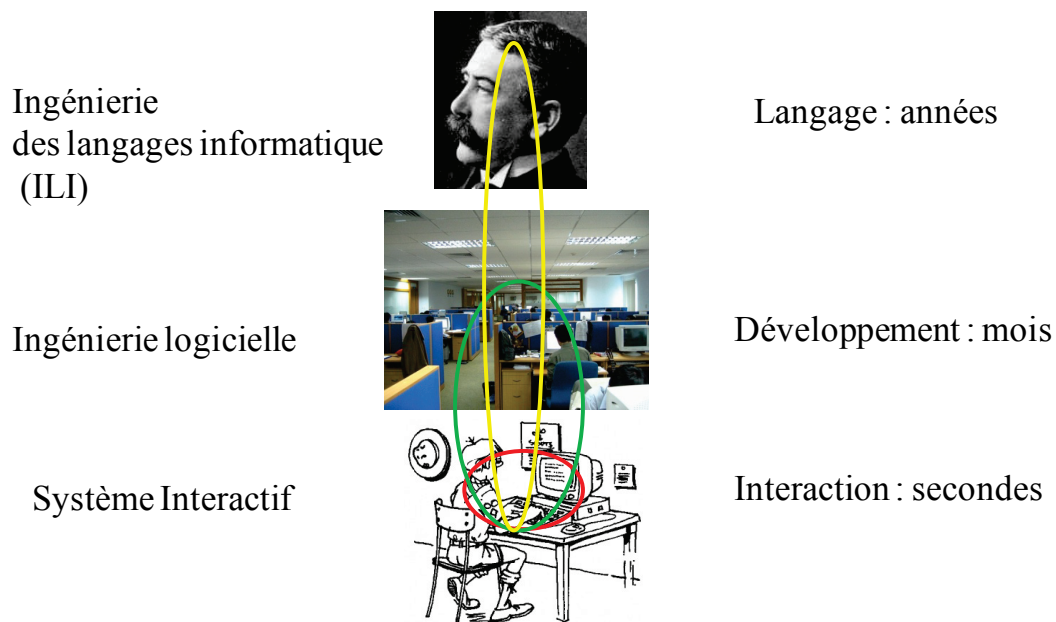 Ingénierie
des langages informatique
(ILI)
Langage : années
Ingénierie logicielle
Développement : mois
Système Interactif
Interaction : secondes